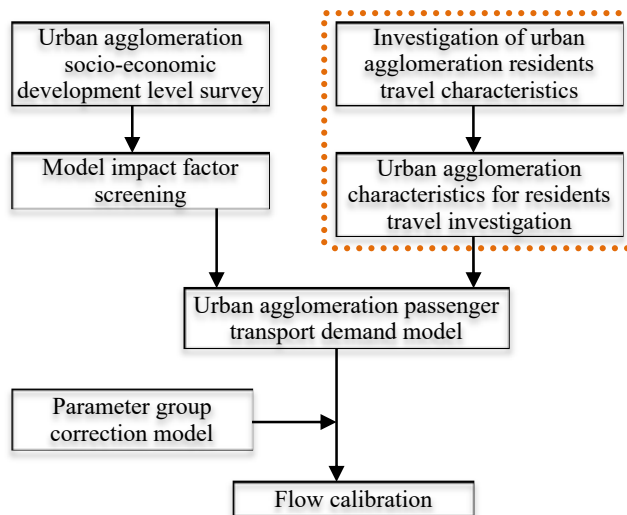 Urban agglomeration
socio-economic
development level survey
Investigation of urban
agglomeration residents
travel characteristics
Model impact factor
screening
Urban agglomeration
characteristics for residents
travel investigation
Urban agglomeration passenger
transport demand model
Parameter group
correction model
Flow calibration